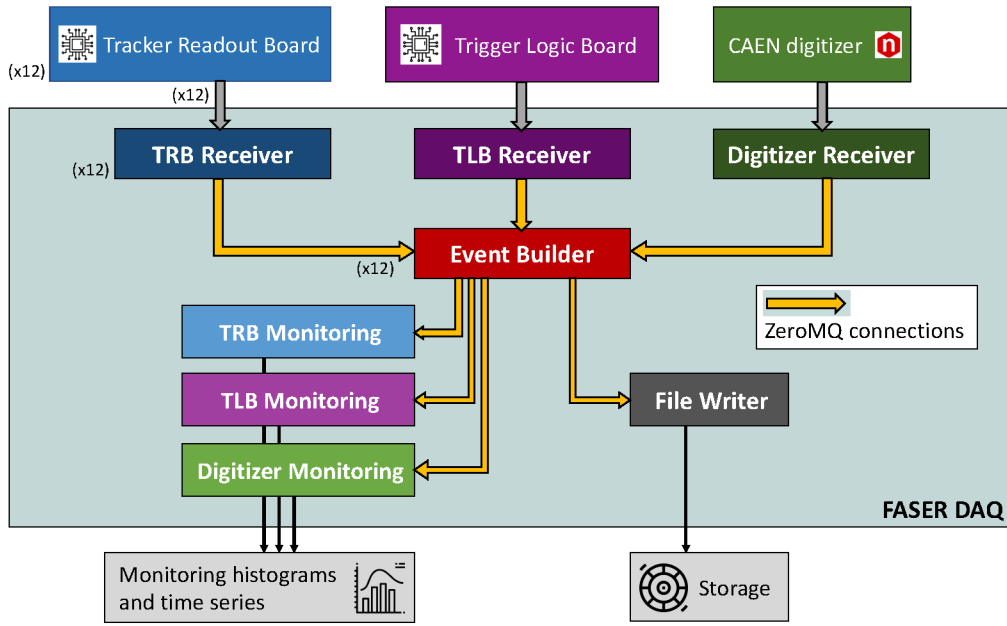 Tracker Readout Board
Trigger Logic Board
CAEN digitizer
n
(x12)
(x12)
TRB Receiver
TLB Receiver
Digitizer Receiver
(x12)
Event Builder
(x12)
TRB Monitoring
ZeroMQ connections
TLB Monitoring
File Writer
Digitizer Monitoring
FASER DAQ
Monitoring histograms
and time series
Storage